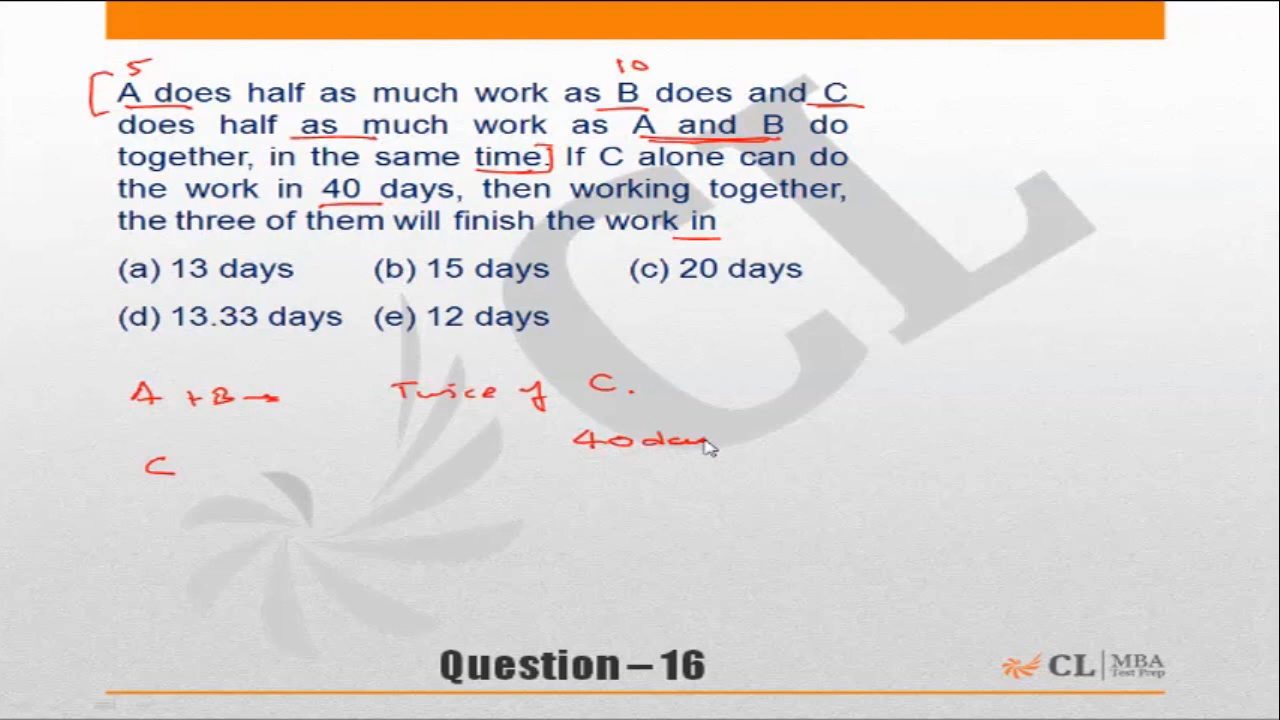 5 10
A does half as much work as B does and C
does half as much work as A and B do
together, in the same time. If C alone can do
the work in 40 days, then working together,
the three of them will finish the work in
(a) 13 days (b) 15 days (c) 20 days
(d) 13.33 days (e) 12 days
A + B → Twice of C.
40 days
C
CL
Question – 16
CL MBA
Test Prep